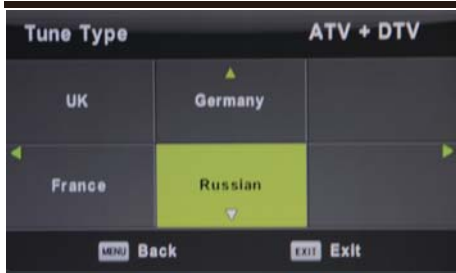 Tune Type ATV + DTV
UK Germany
France Russian
MENU Back EXIT Exit